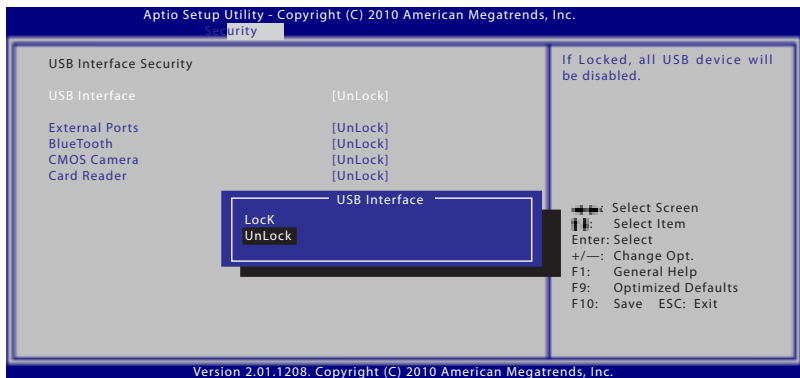 Aptio Setup Utility - Copyright (C) 2010 American Megatrends, Inc.
Security
USB Interface Security
USB Interface [UnLock]
External Ports [UnLock]
BlueTooth [UnLock]
CMOS Camera [UnLock]
Card Reader [UnLock]
USB Interface
LocK
UnLock
If Locked, all USB device will
be disabled.
: Select Screen
: Select Item
Enter: Select
+/—: Change Opt.
F1: General Help
F9: Optimized Defaults
F10: Save ESC: Exit
Version 2.01.1208. Copyright (C) 2010 American Megatrends, Inc.